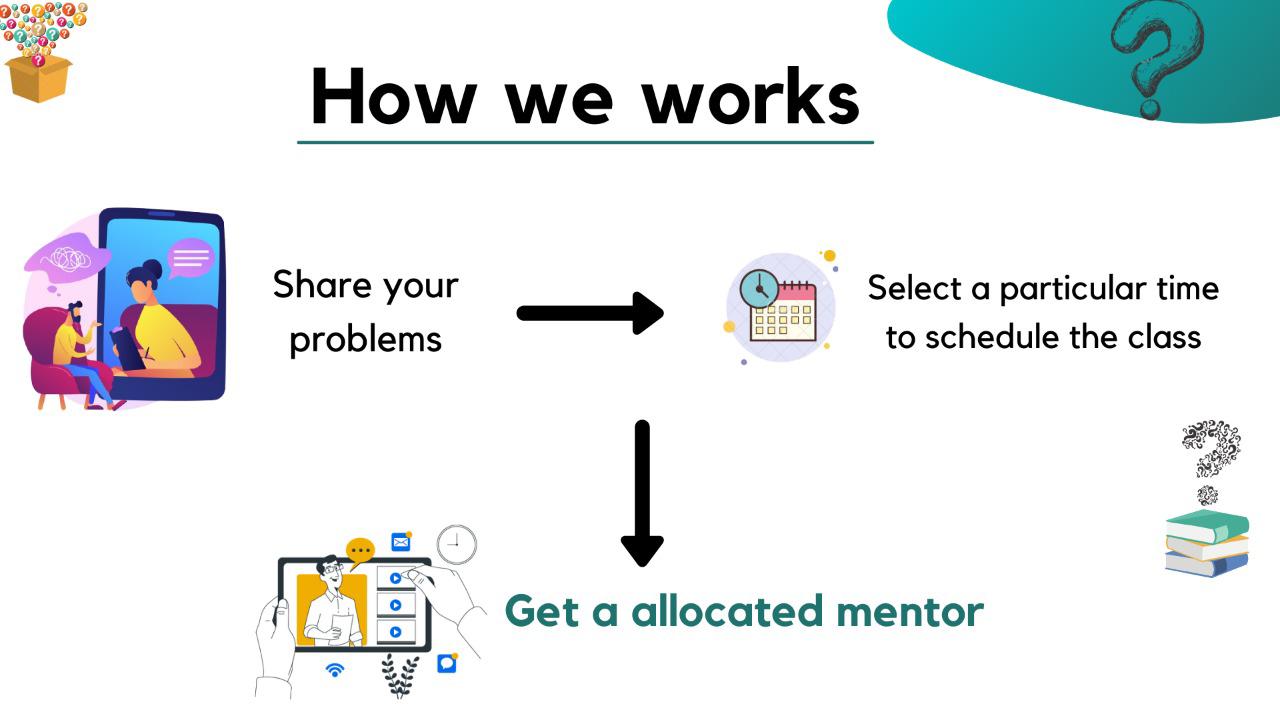 How we works
Share your
problems
Select a particular time
to schedule the class
Get a allocated mentor